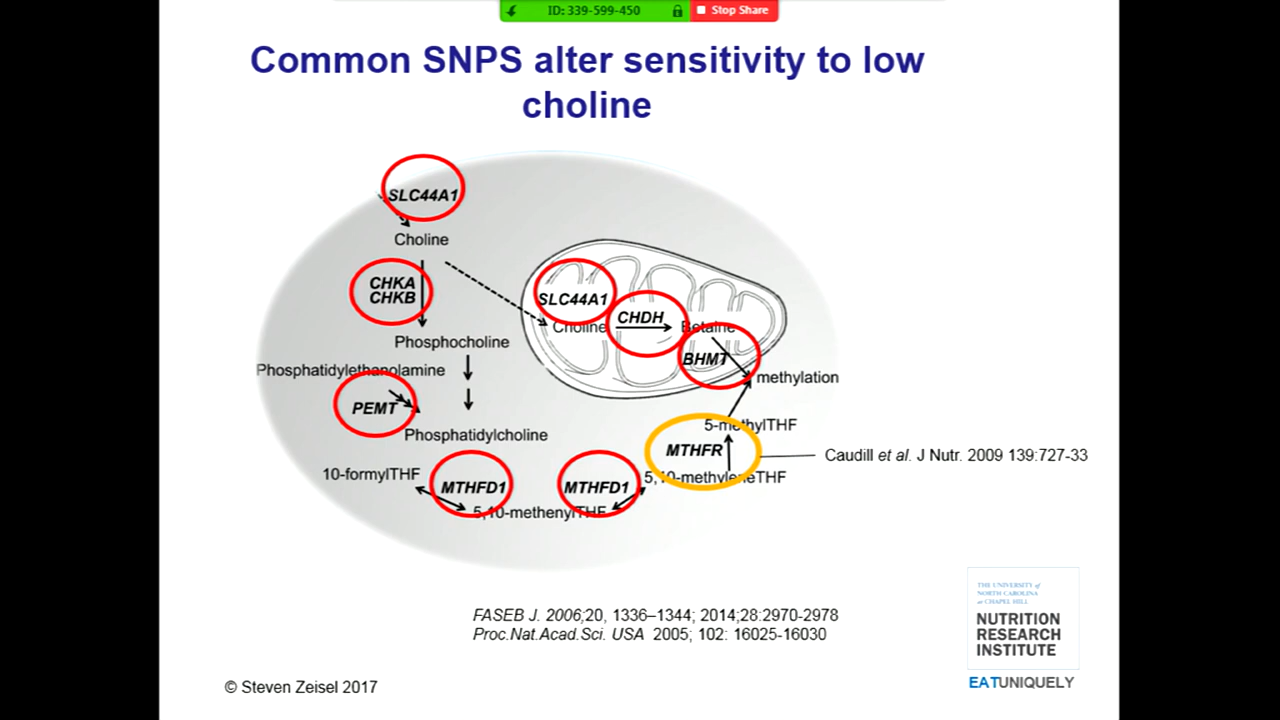 ID: 339-599-450
Stop Share
Common SNPS alter sensitivity to low
choline
SLC44A1
Choline
CHKA
CHKB
Phosphocholine
Phosphatidylethanolamine
PEMT
Phosphatidylcholine
SLC44A1
Choline
CHDH
Betaine
BHMT
methylation
5-methylTHF
MTHFR
5,10-methyleneTHF
Caudill et al. J Nutr. 2009 139:727-33
10-formylTHF
MTHFD1
MTHFD1
5,10-methenylTHF
FASEB J. 2006;20, 1336–1344; 2014;28:2970-2978
Proc.Nat.Acad.Sci. USA 2005; 102: 16025-16030
THE UNIVERSITY of
NORTH CAROLINA
at CHAPEL HILL
NUTRITION
RESEARCH
INSTITUTE
EATUNIQUELY
© Steven Zeisel 2017